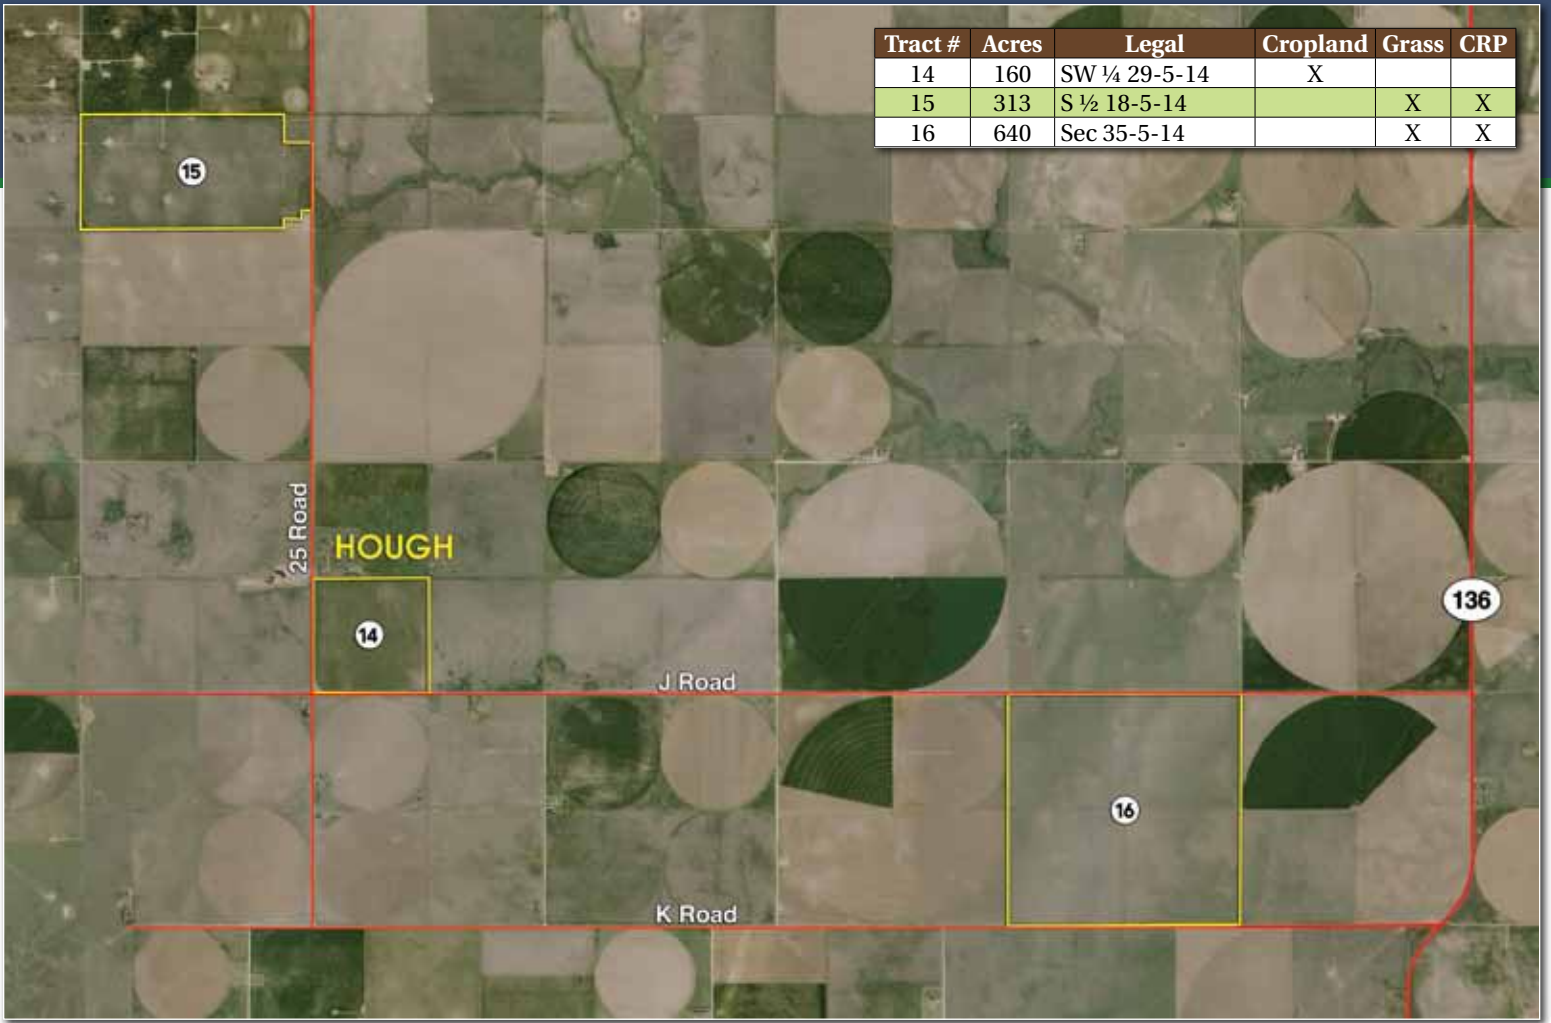 Tract # Acres Legal Cropland Grass CRP
14 160 SW ¼ 29-5-14 X
15 313 S ½ 18-5-14 X X
16 640 Sec 35-5-14 X X
15
25 Road
HOUGH
14
136
J Road
16
K Road